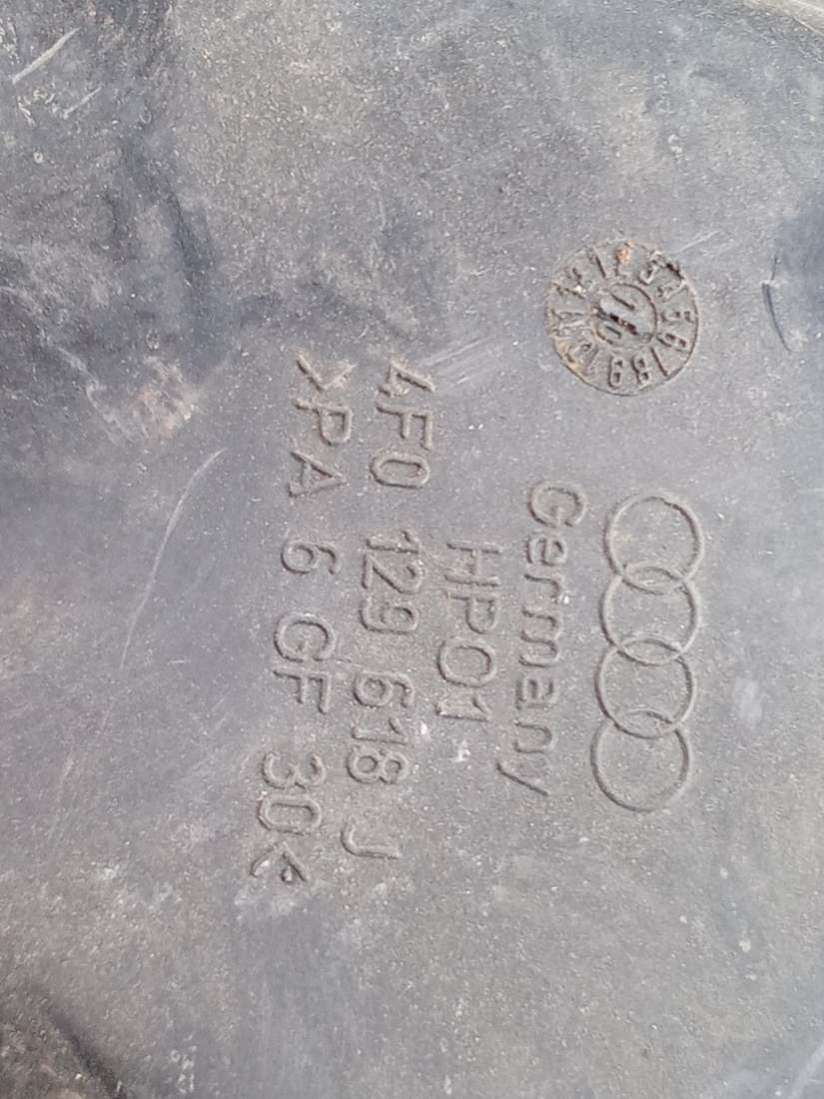 Germany
HP01
4F0 129 618 J
>PA 6 GF 30<